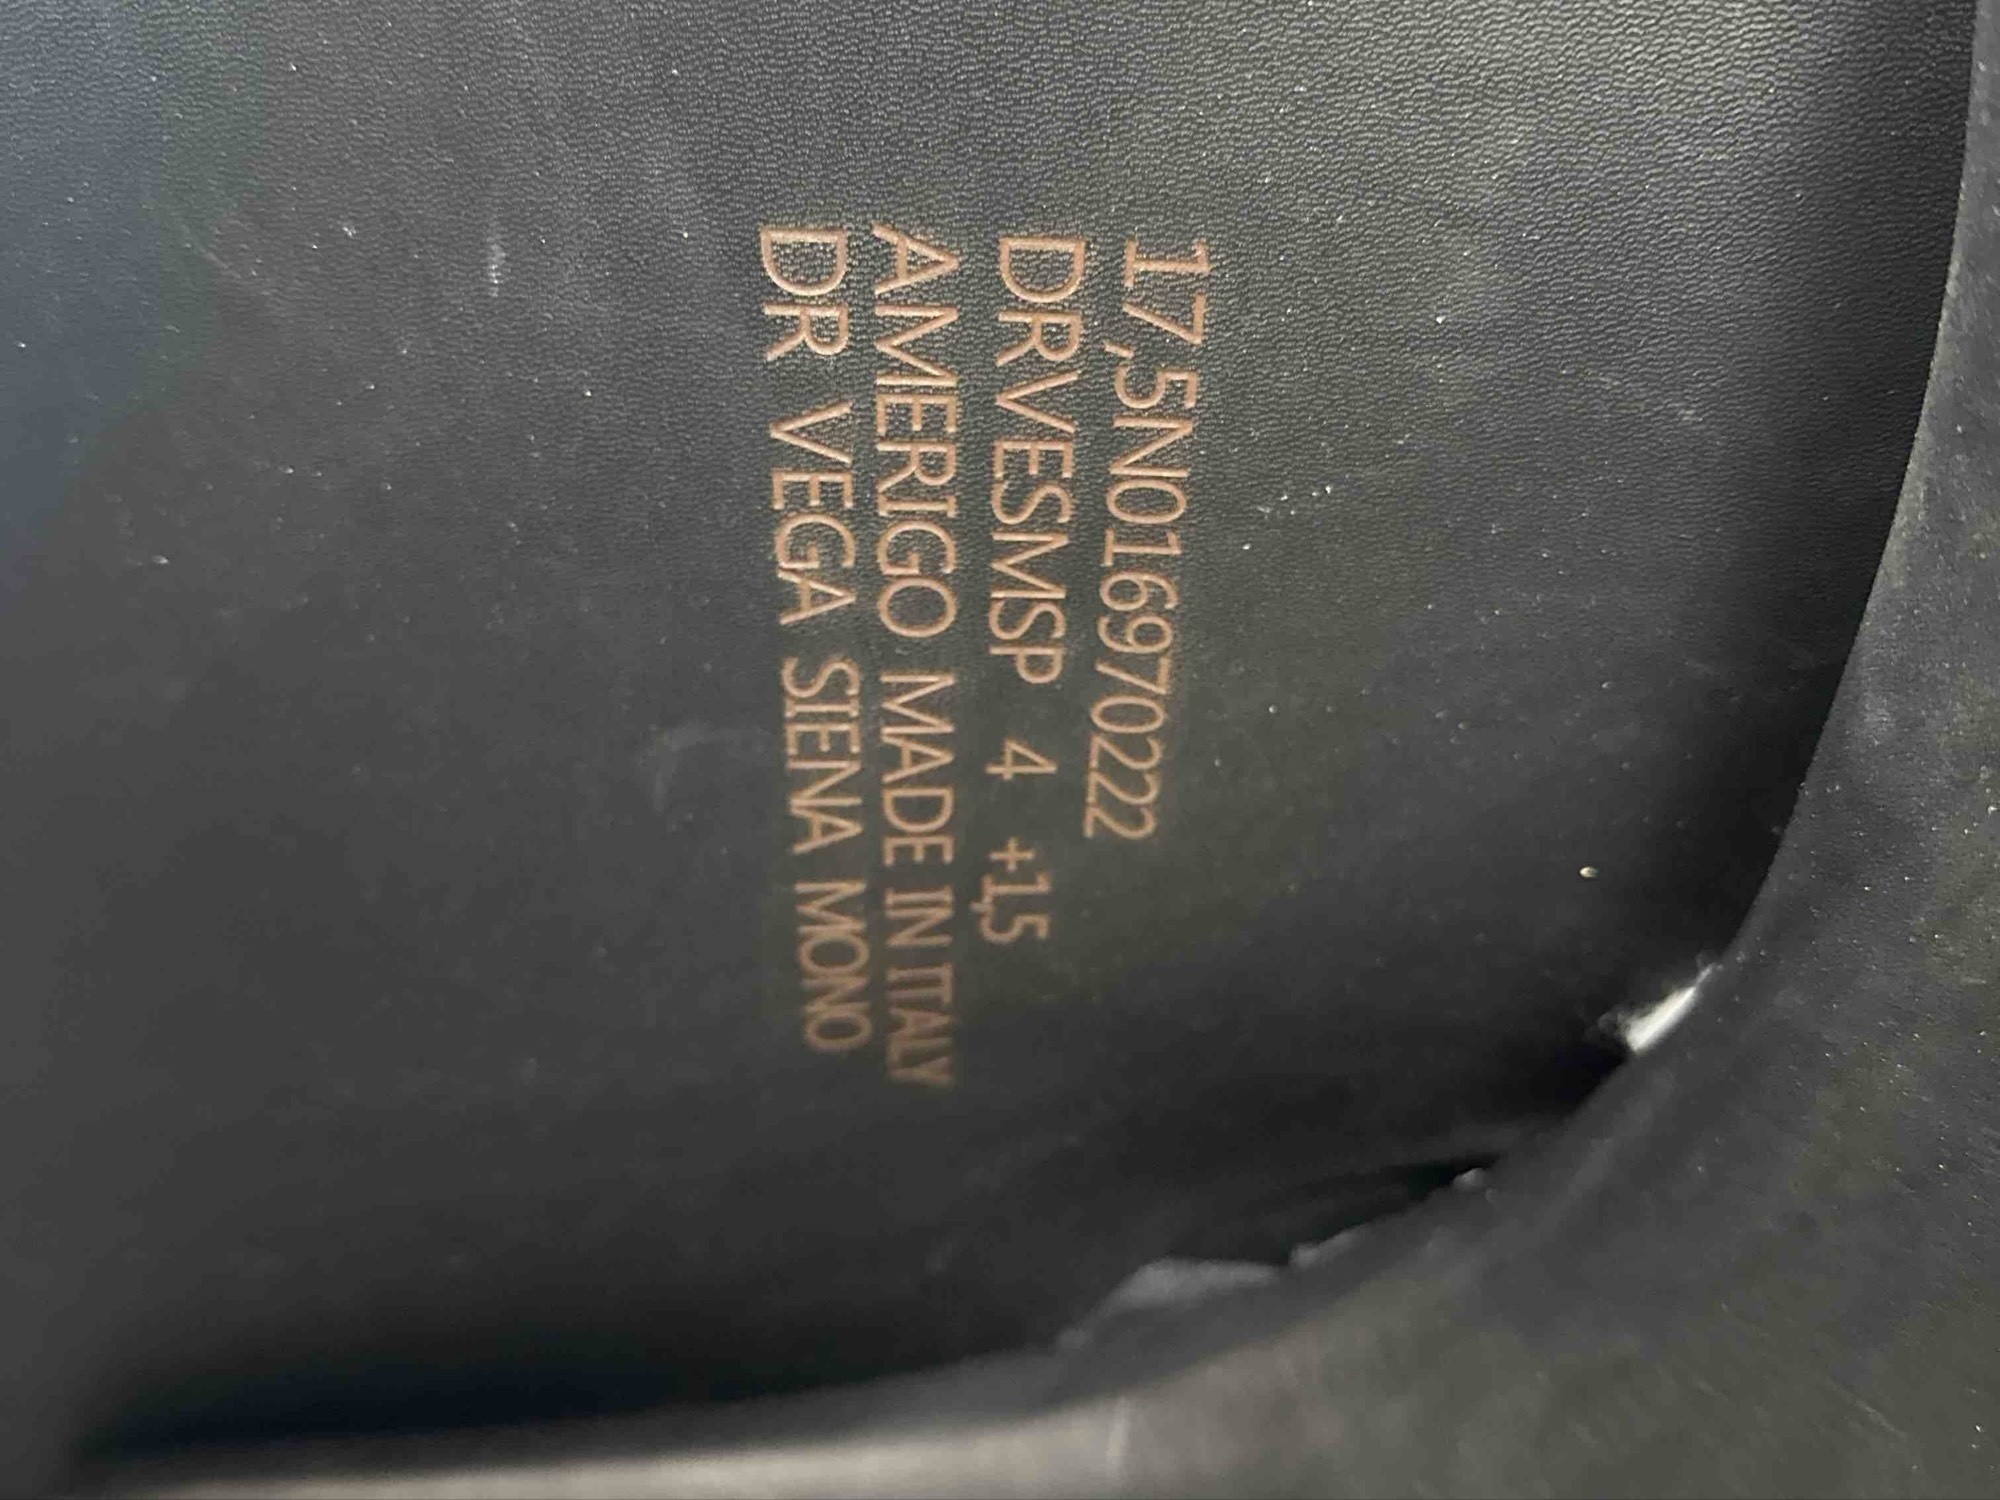 17,5N016970222
DRVESMSP 4 +1,5
AMERIGO MADE IN ITALY
DR VEGA SIENA MONO